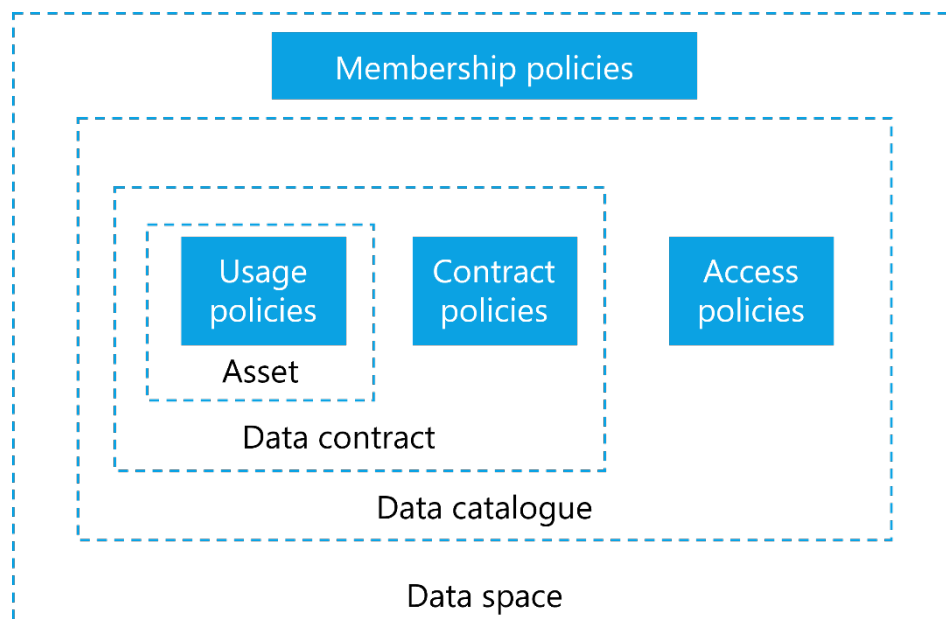 Membership policies
Usage
policies
Contract
policies
Access
policies
Asset
Data contract
Data catalogue
Data space